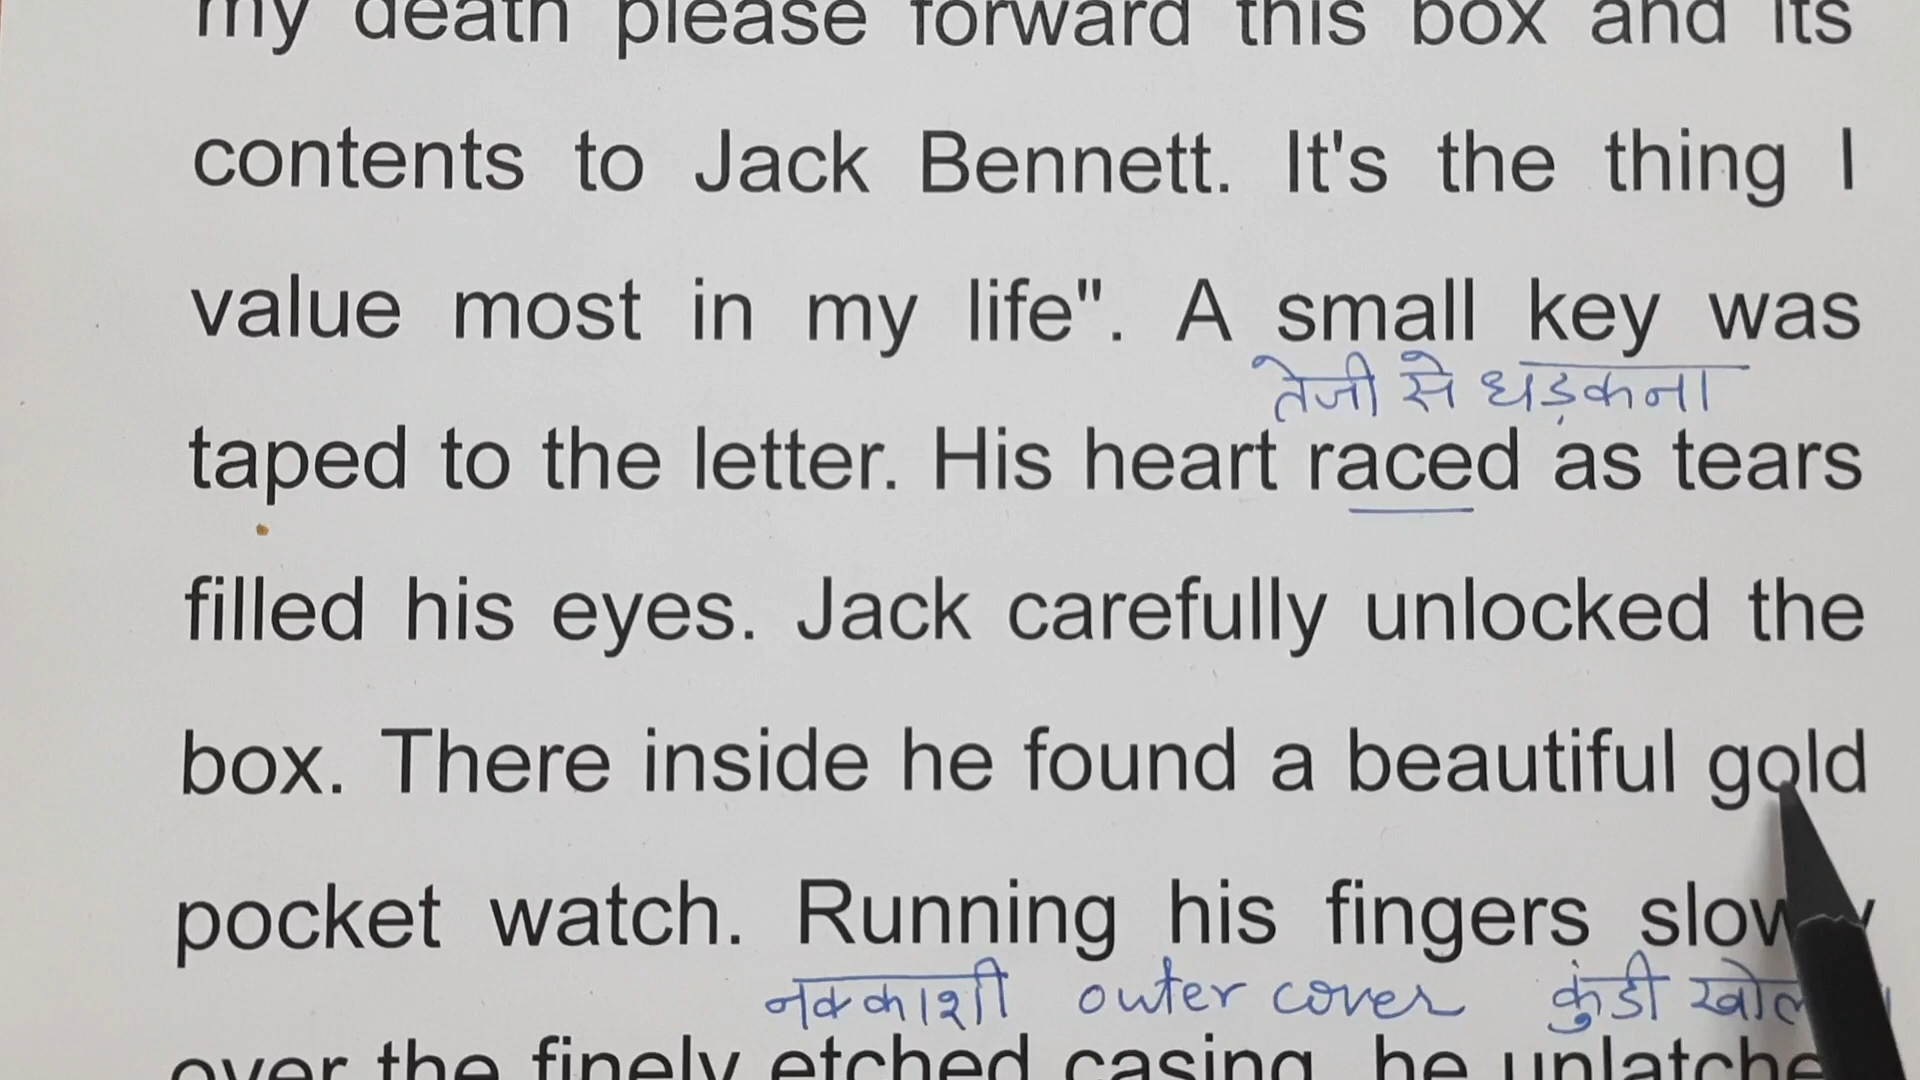 my death please forward this box and its
contents to Jack Bennett. It's the thing I
value most in my life". A small key was
तेजी से धड़कना
taped to the letter. His heart raced as tears
filled his eyes. Jack carefully unlocked the
box. There inside he found a beautiful gold
pocket watch. Running his fingers
नक्काशी outer cover कुंडी
over the finely etched casing, he